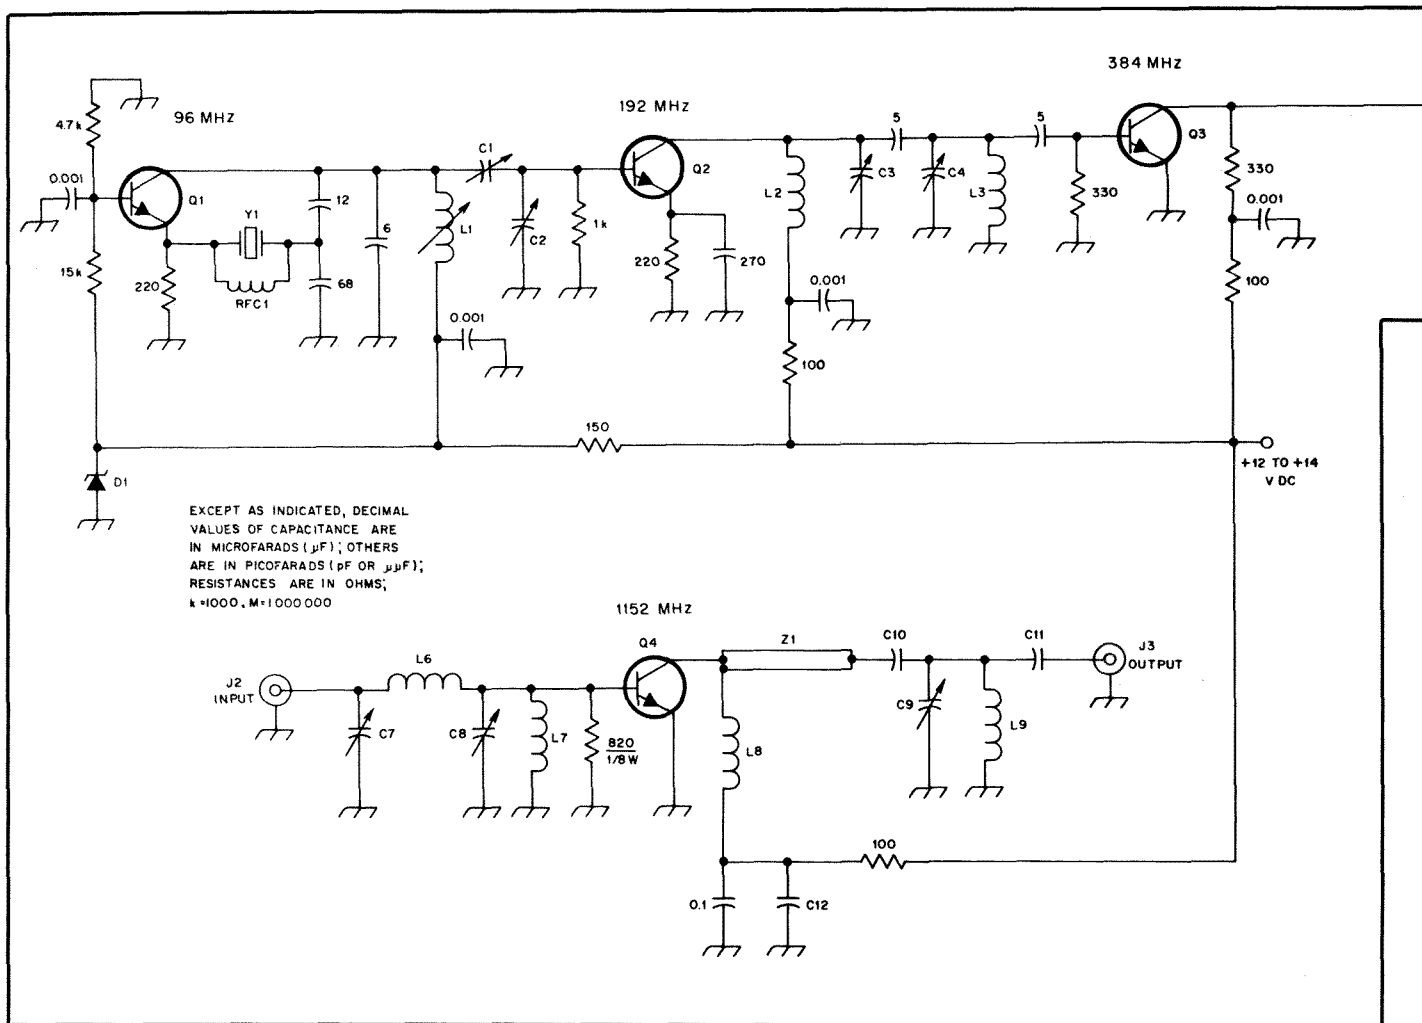 384 MHz
192 MHz
96 MHz
4.7k
0.001
Q1
15k
220
Y1
RFC1
12
68
6
L1
0.001
C1
C2
1k
Q2
220
270
L2
0.001
100
C3
5
C4
L3
5
330
Q3
330
0.001
100
150
+12 TO +14
V DC
D1
EXCEPT AS INDICATED, DECIMAL
VALUES OF CAPACITANCE ARE
IN MICROFARADS (µF); OTHERS
ARE IN PICOFARADS (pF OR µµF);
RESISTANCES ARE IN OHMS;
k=1000, M=1000000
1152 MHz
J2
INPUT
L6
C7
C8
L7
820
1/8W
Q4
Z1
L8
C10
C9
L9
C11
J3
OUTPUT
100
0.1
C12